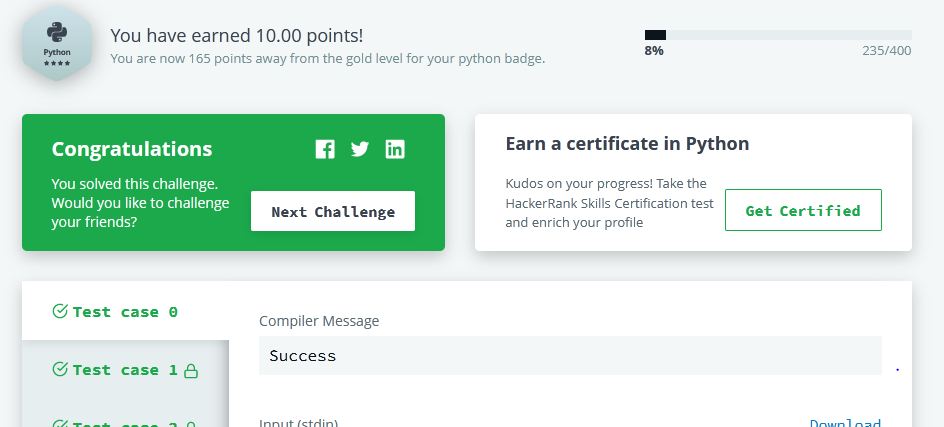 Python
You have earned 10.00 points!
You are now 165 points away from the gold level for your python badge.
8%
235/400
Congratulations
You solved this challenge.
Would you like to challenge
your friends?
Next Challenge
Earn a certificate in Python
Kudos on your progress! Take the
HackerRank Skills Certification test
and enrich your profile
Get Certified
Test case 0
Test case 1
Test case 2
Compiler Message
Success
Input (stdin)
Download